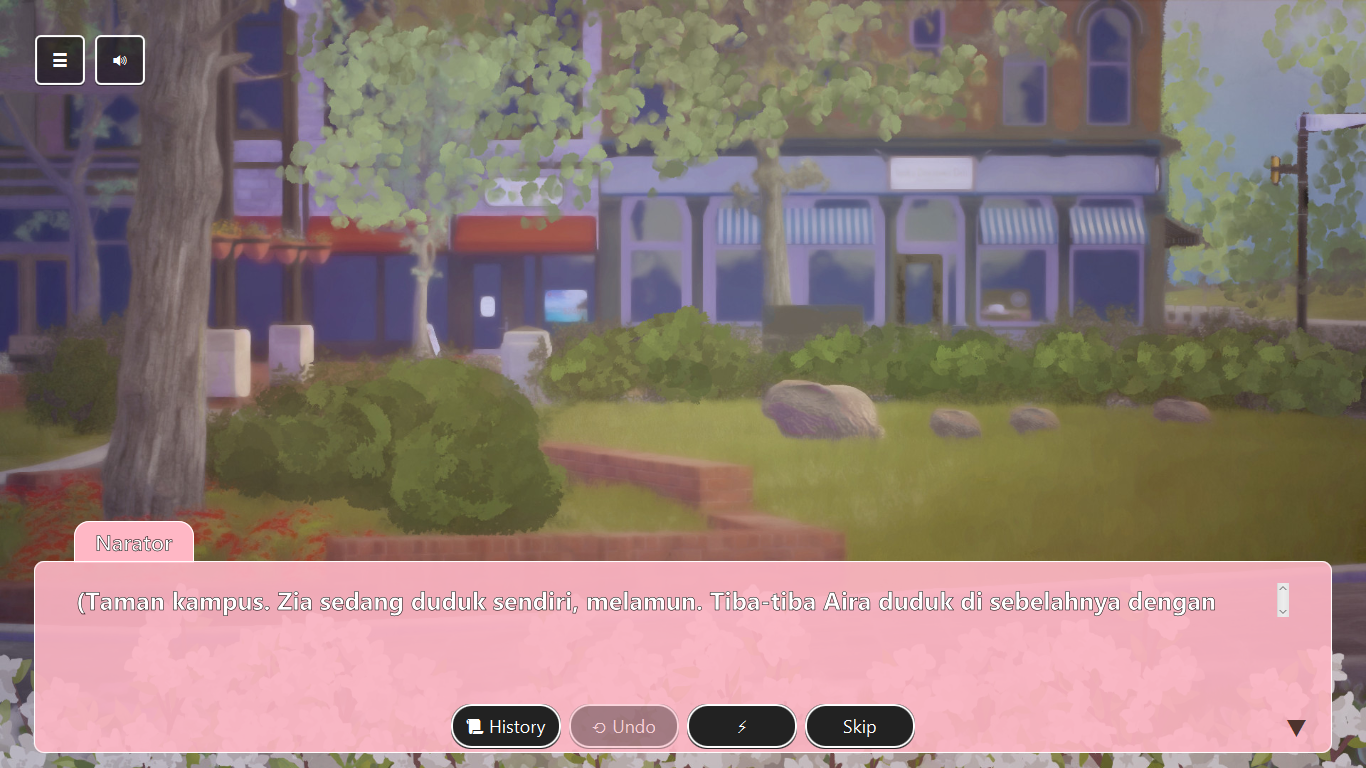 Narator
(Taman kampus. Zia sedang duduk sendiri, melamun. Tiba-tiba Aira duduk di sebelahnya dengan
History
Undo
Skip